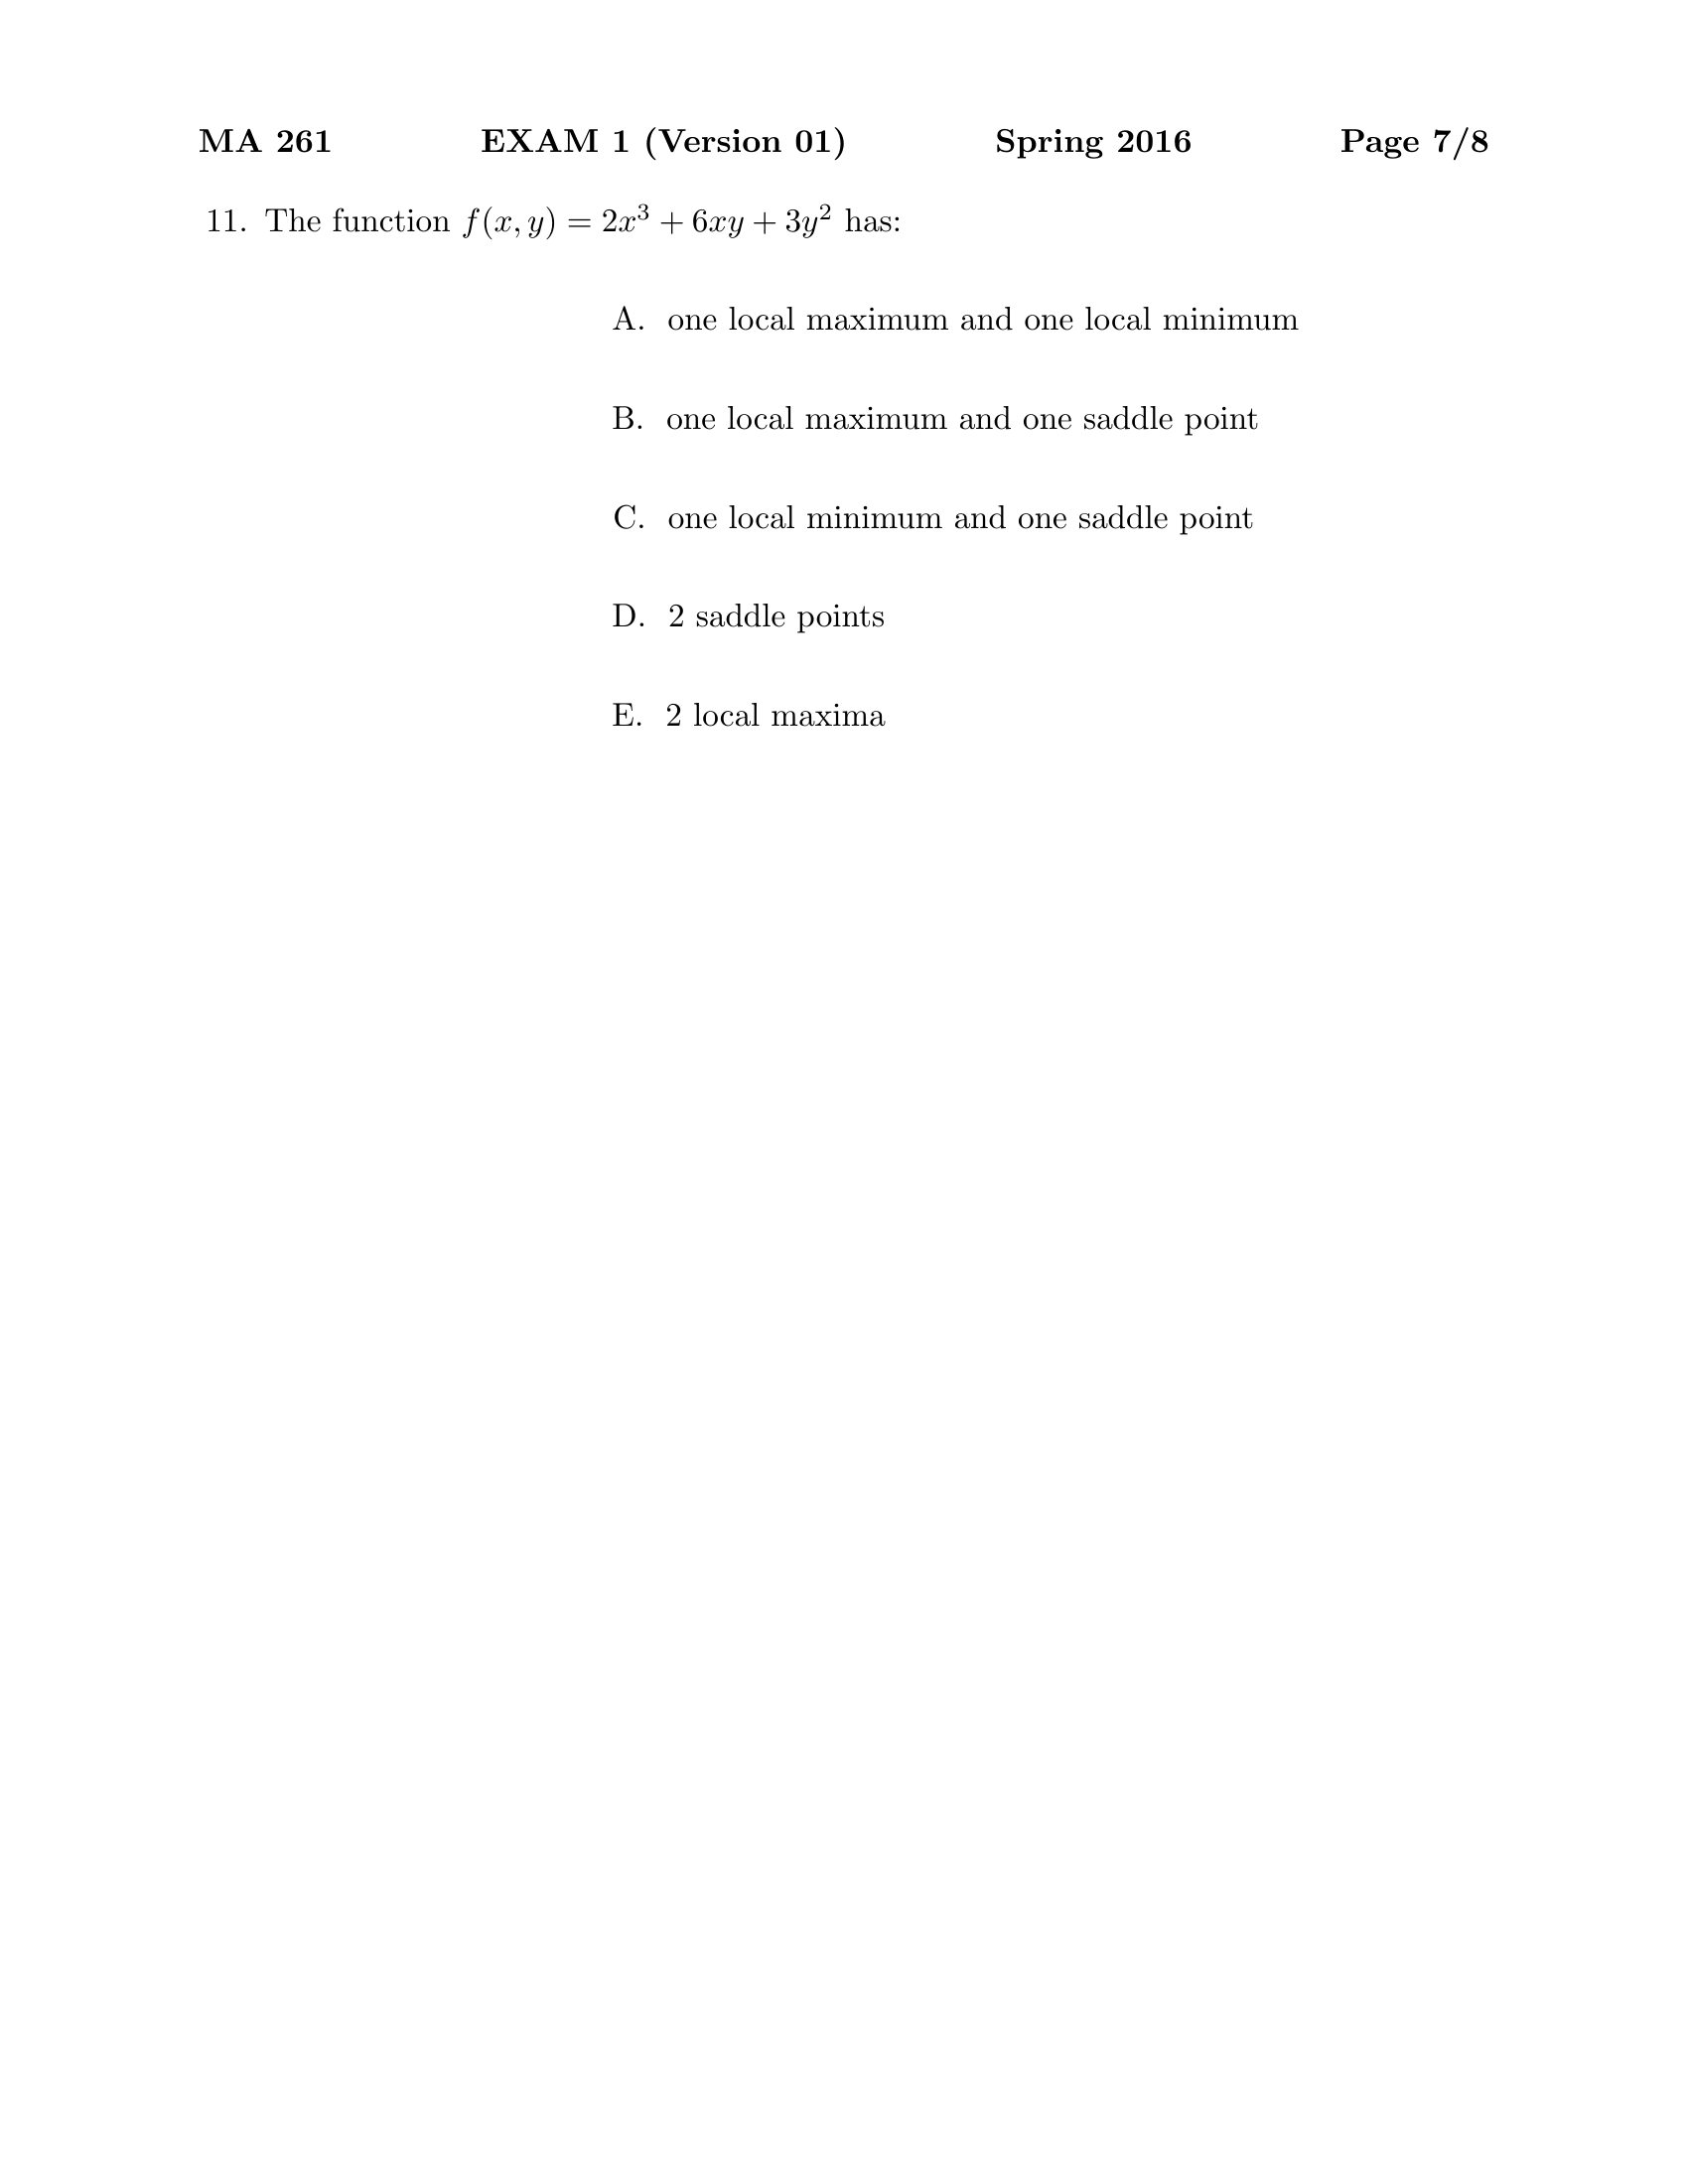 MA 261 EXAM 1 (Version 01) Spring 2016 Page 7/8
11. The function $f(x, y) = 2x^3 + 6xy + 3y^2$ has:
A. one local maximum and one local minimum
B. one local maximum and one saddle point
C. one local minimum and one saddle point
D. 2 saddle points
E. 2 local maxima